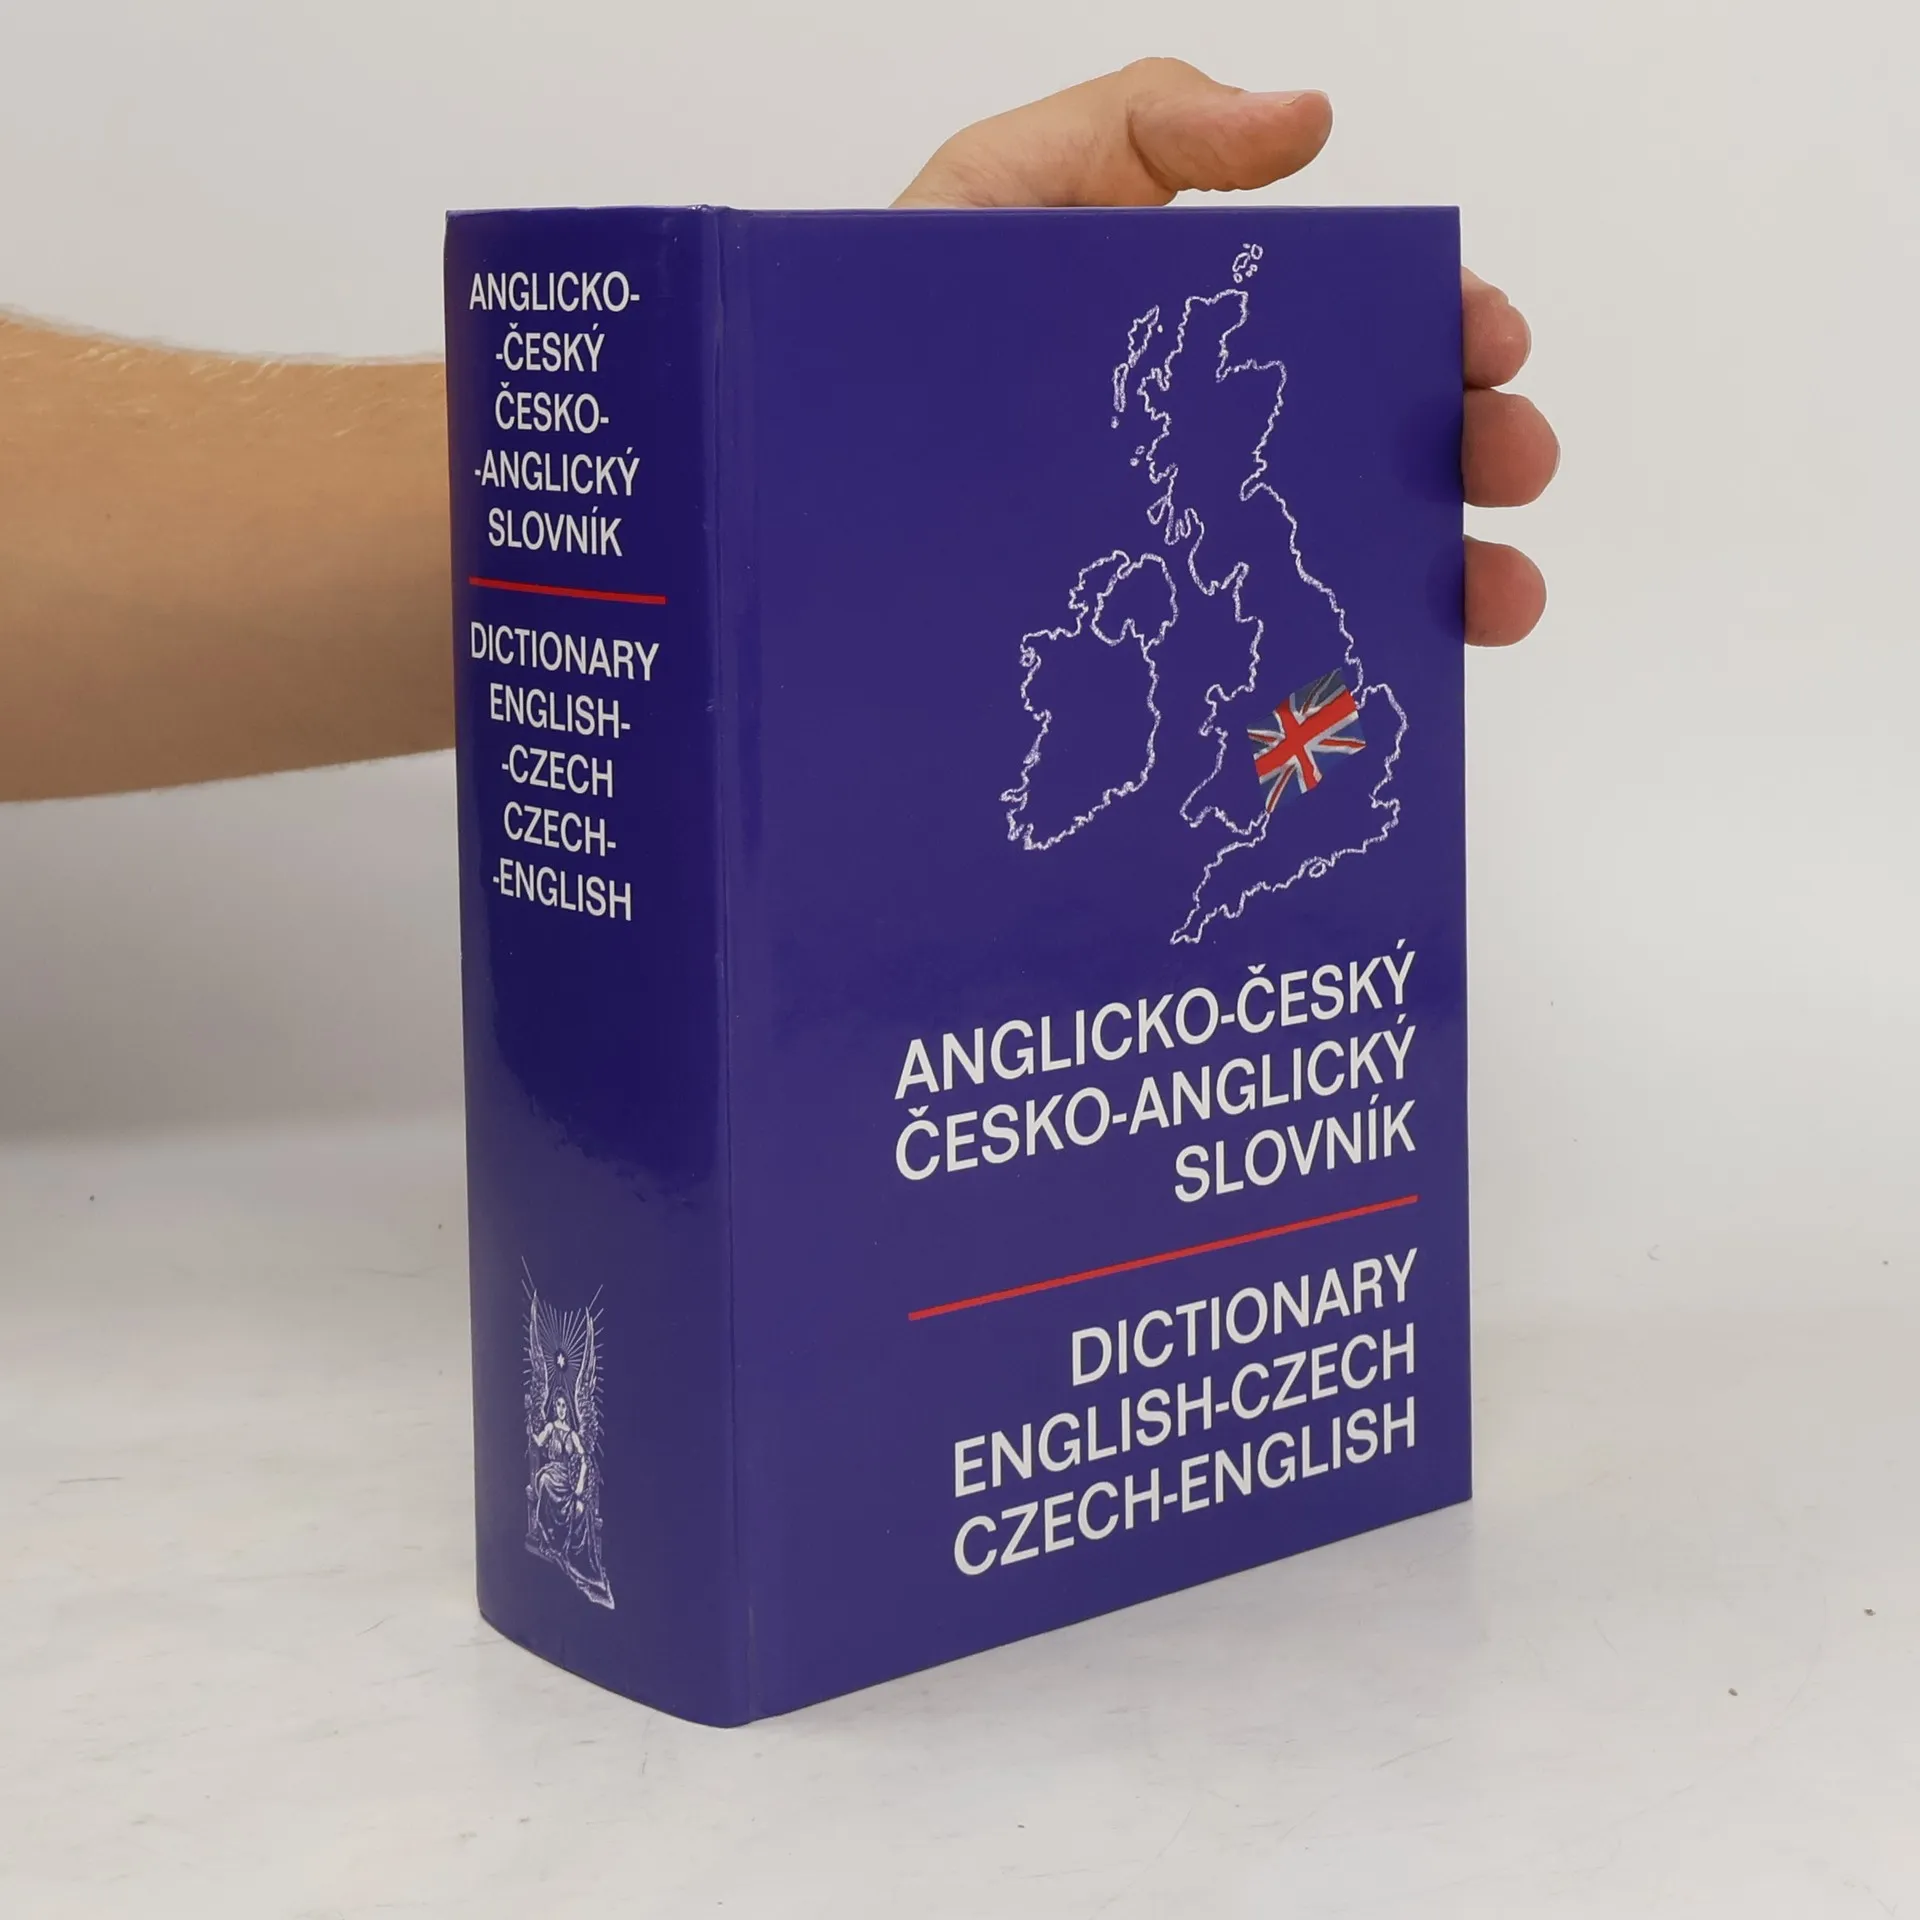 ANGLICKO-
-ČESKÝ
ČESKO-
-ANGLICKÝ
SLOVNÍK
DICTIONARY
ENGLISH-
-CZECH
CZECH-
-ENGLISH
ANGLICKO-ČESKÝ
ČESKO-ANGLICKÝ
SLOVNÍK
DICTIONARY
ENGLISH-CZECH
CZECH-ENGLISH